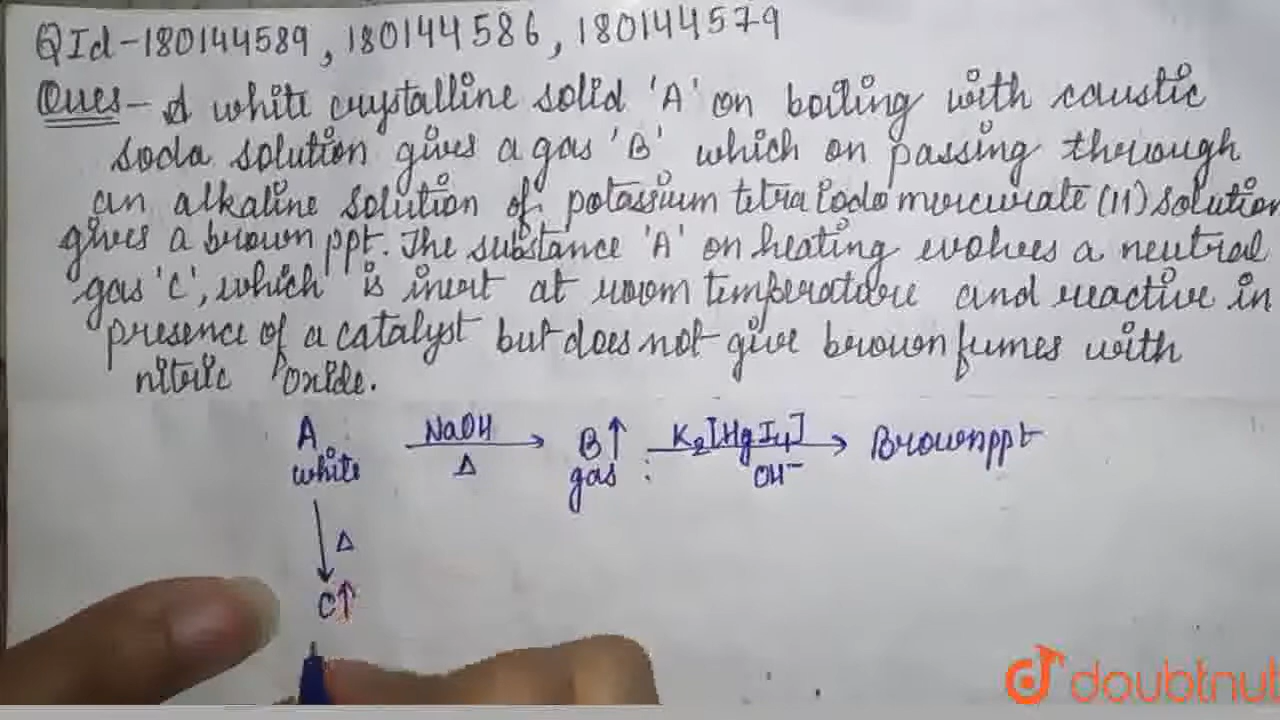 QId-180144589, 180144586, 180144579
Ques- A white crystalline solid 'A' on boiling with caustic
soda solution gives a gas 'B' which on passing through
an alkaline solution of potassium tetraiodomercurate (II) solution
gives a brown ppt. The substance 'A' on heating evolves a neutral
gas 'C', which is inert at room temperature and reactive in
presence of a catalyst but does not give brown fumes with
nitric oxide.
A NaOH B↑ K2[HgI4] Brown ppt
white Δ gas : OH-
Δ
C↑
doubtnut